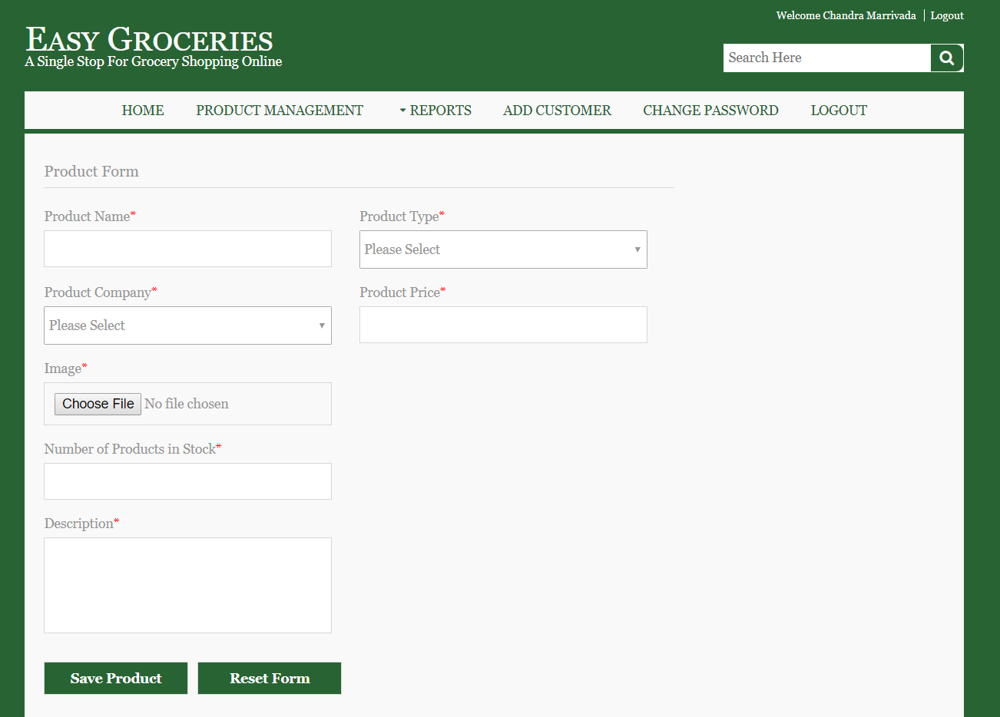 Welcome Chandra Marrivada | Logout
EASY GROCERIES
A Single Stop For Grocery Shopping Online
Search Here
HOME PRODUCT MANAGEMENT REPORTS ADD CUSTOMER CHANGE PASSWORD LOGOUT
Product Form
Product Name* Product Type*
Please Select
Product Company* Product Price*
Please Select
Image*
Choose File No file chosen
Number of Products in Stock*
Description*
Save Product Reset Form